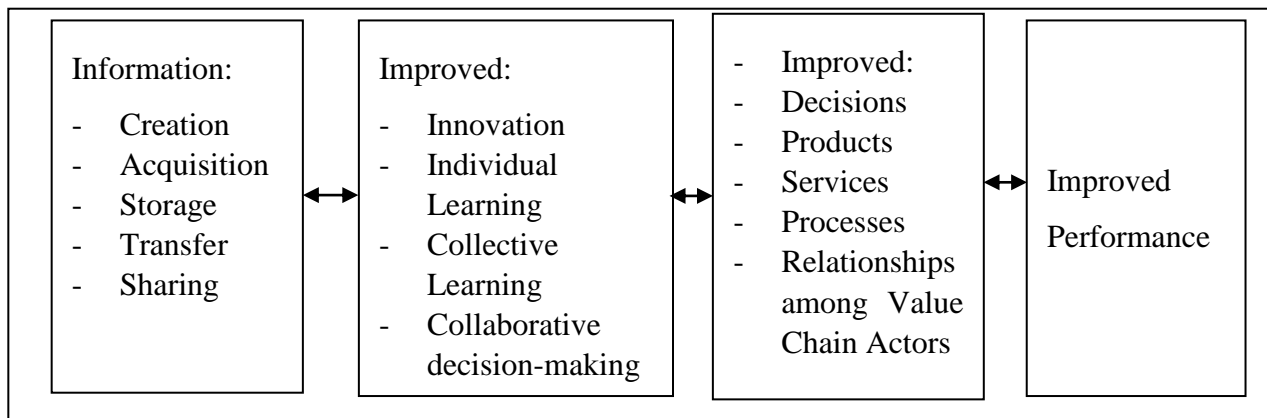 Information:
- Creation
- Acquisition
- Storage
- Transfer
- Sharing
Improved:
- Innovation
- Individual
Learning
- Collective
Learning
- Collaborative
decision-making
- Improved:
- Decisions
- Products
- Services
- Processes
- Relationships
among Value
Chain Actors
Improved
Performance